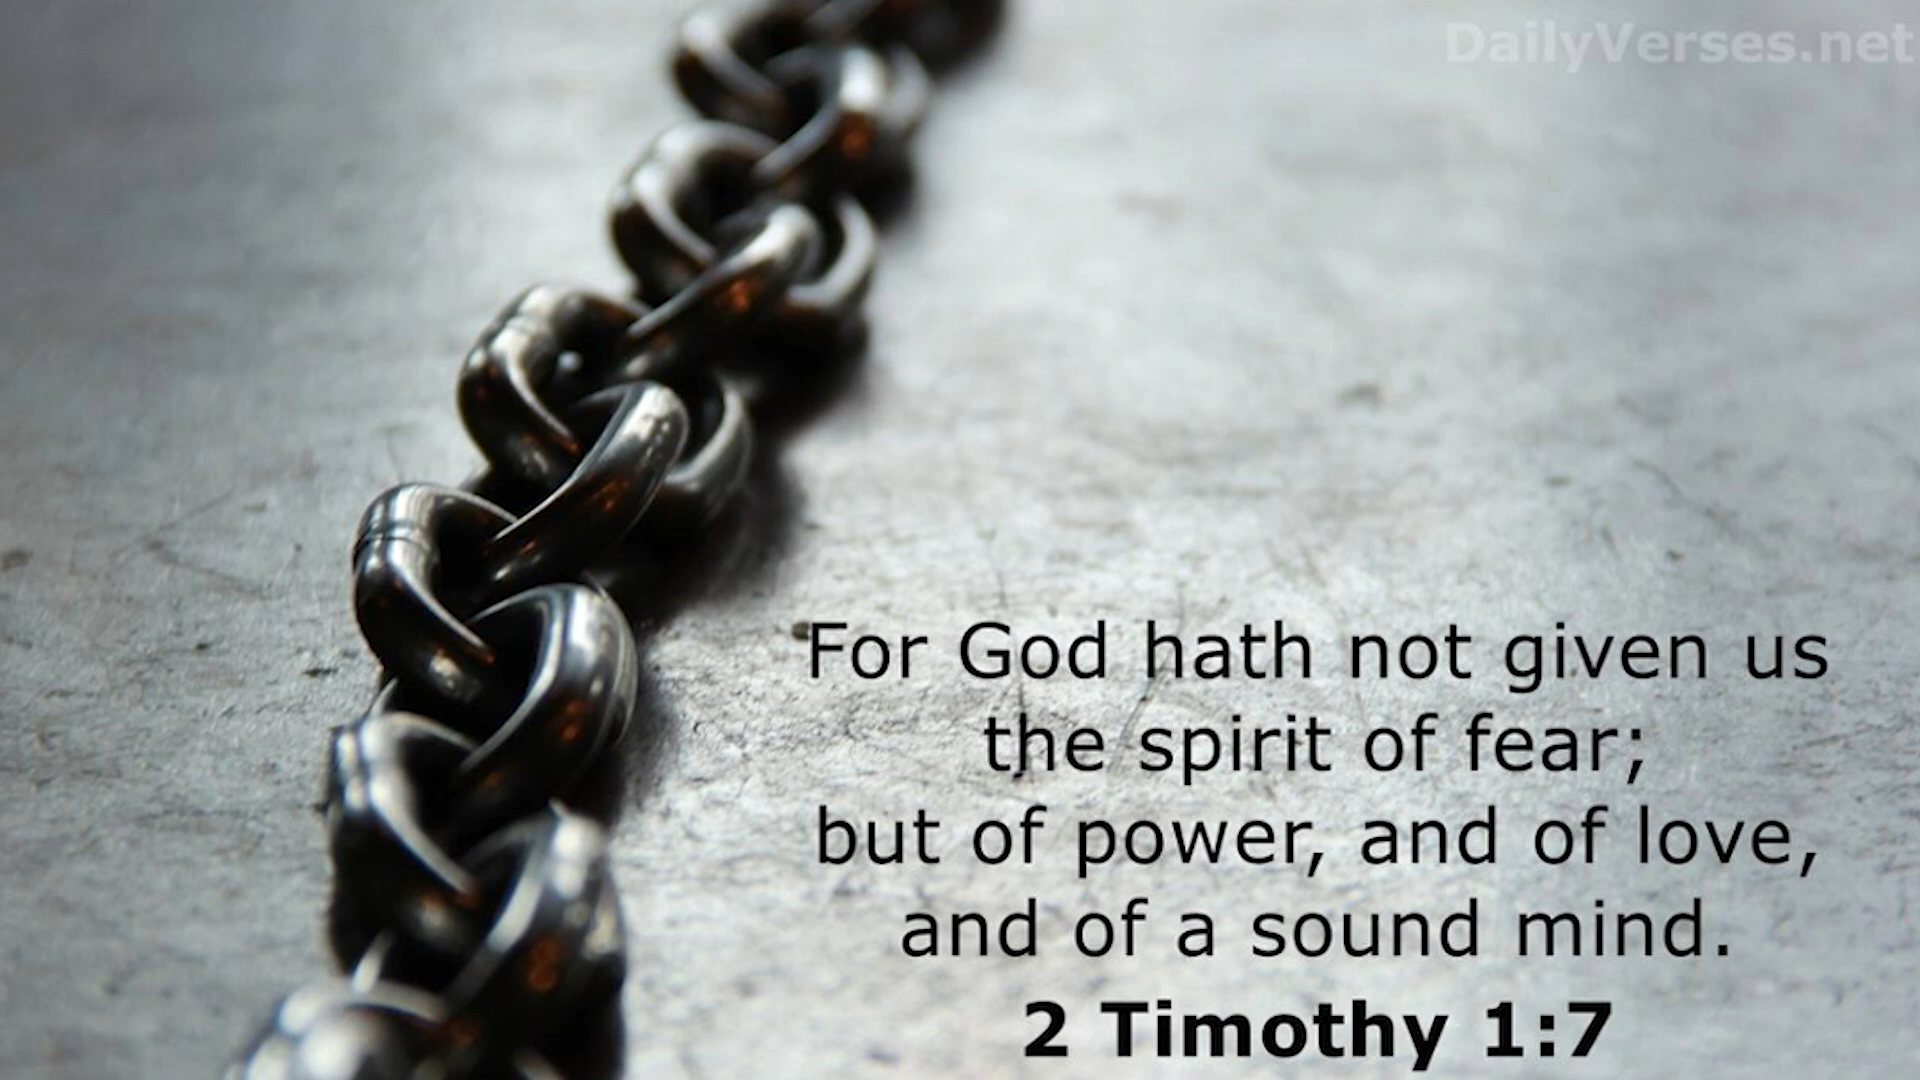 DailyVerses.net
For God hath not given us
the spirit of fear;
but of power, and of love,
and of a sound mind.
2 Timothy 1:7